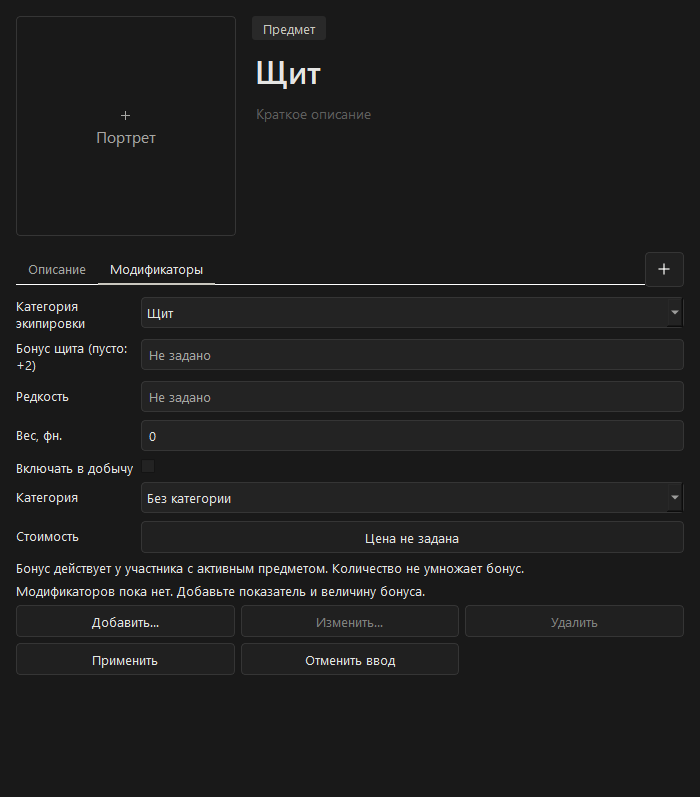 Предмет
Щит
Краткое описание
+
Портрет
Описание
Модификаторы
+
Категория
экипировки
Щит
Бонус щита (пусто:
+2)
Не задано
Редкость
Не задано
Вес, фн.
0
Включать в добычу
Категория
Без категории
Стоимость
Цена не задана
Бонус действует у участника с активным предметом. Количество не умножает бонус.
Модификаторов пока нет. Добавьте показатель и величину бонуса.
Добавить...
Изменить...
Удалить
Применить
Отменить ввод